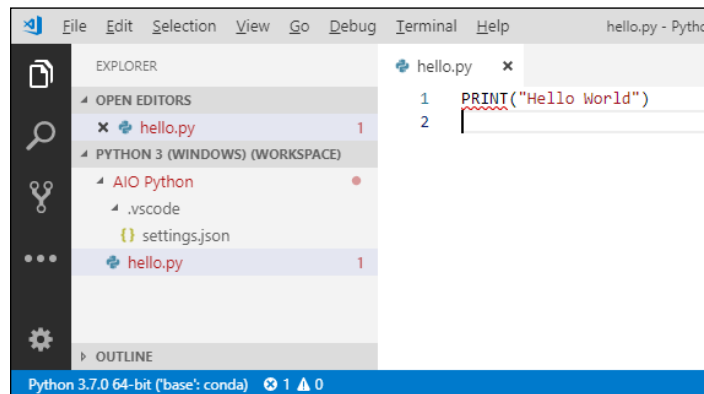 File Edit Selection View Go Debug Terminal Help hello.py - Pytho
EXPLORER
OPEN EDITORS
hello.py 1
PYTHON 3 (WINDOWS) (WORKSPACE)
AIO Python
.vscode
{} settings.json
hello.py 1
OUTLINE
hello.py
1 PRINT("Hello World")
2
Python 3.7.0 64-bit ('base': conda) 1 0